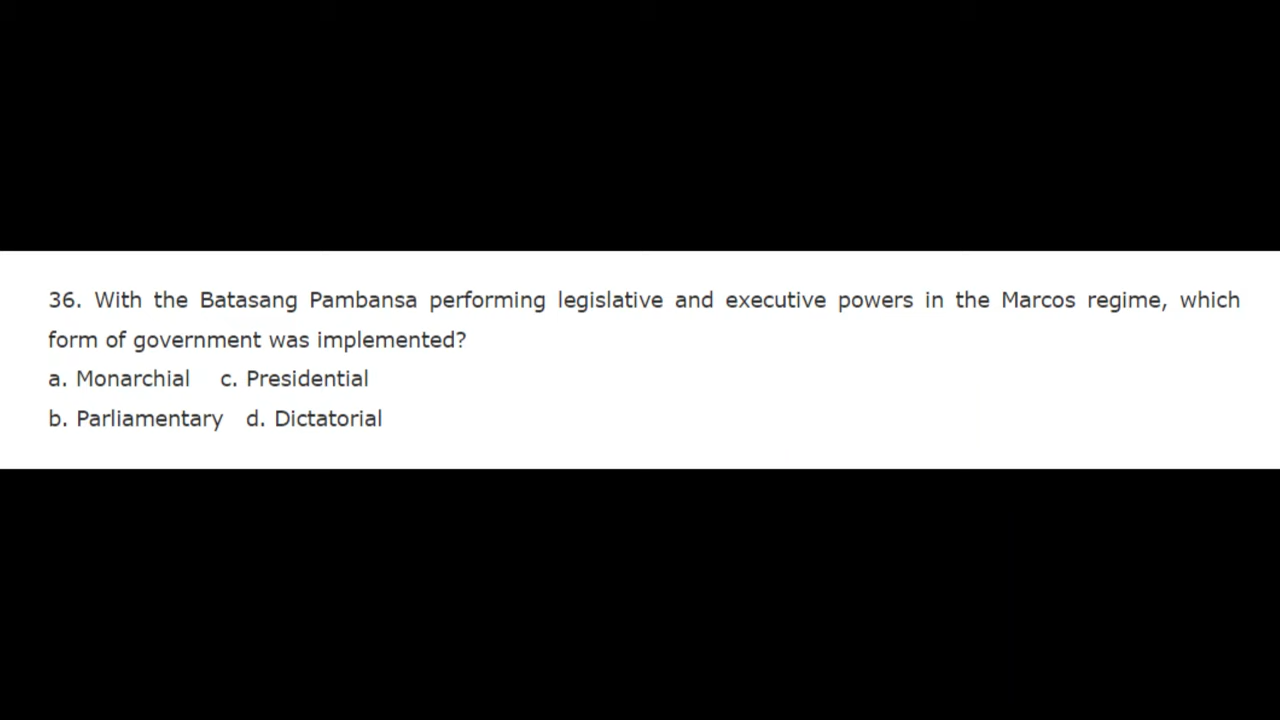 36. With the Batasang Pambansa performing legislative and executive powers in the Marcos regime, which
form of government was implemented?
a. Monarchial c. Presidential
b. Parliamentary d. Dictatorial